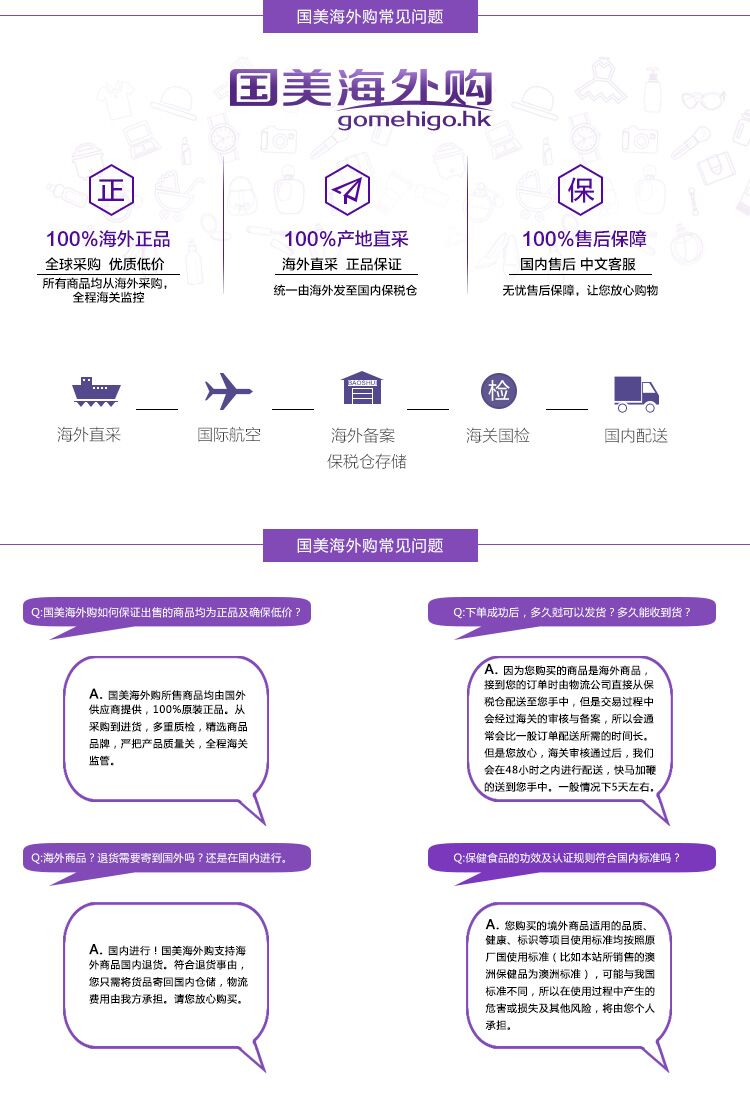 国美海外购常见问题
国美海外购
gomehigo.hk
正
100%海外正品
全球采购 优质低价
所有商品均从海外采购，
全程海关监控
100%产地直采
海外直采 正品保证
统一由海外发至国内保税仓
保
100%售后保障
国内售后 中文客服
无忧售后保障，让您放心购物
海外直采
国际航空
BAOSHUI
海外备案
保税仓存储
检
海关国检
国内配送
国美海外购常见问题
Q:国美海外购如何保证出售的商品均为正品及确保低价？
A. 国美海外购所售商品均由国外
供应商提供，100%原装正品。从
采购到进货，多重质检，精选商品
品牌，严把产品质量关，全程海关
监管。
Q:下单成功后，多久尅可以发货？多久能收到货？
A. 因为您购买的商品是海外商品，
接到您的订单时由物流公司直接从保
税仓配送至您手中，但是交易过程中
会经过海关的审核与备案，所以会通
常会比一般订单配送所需的时间长。
但是您放心，海关审核通过后，我们
会在48小时之内进行配送，快马加鞭
的送到您手中。一般情况下5天左右。
Q:海外商品？退货需要寄到国外吗？还是在国内进行。
A. 国内进行！国美海外购支持海
外商品国内退货。符合退货事由，
您只需将货品寄回国内仓储，物流
费用由我方承担。请您放心购买。
Q:保健食品的功效及认证规则符合国内标准吗？
A. 您购买的境外商品适用的品质、
健康、标识等项目使用标准均按照原
厂国使用标准（比如本站所销售的澳
洲保健品为澳洲标准），可能与我国
标准不同，所以在使用过程中产生的
危害或损失及其他风险，将由您个人
承担。